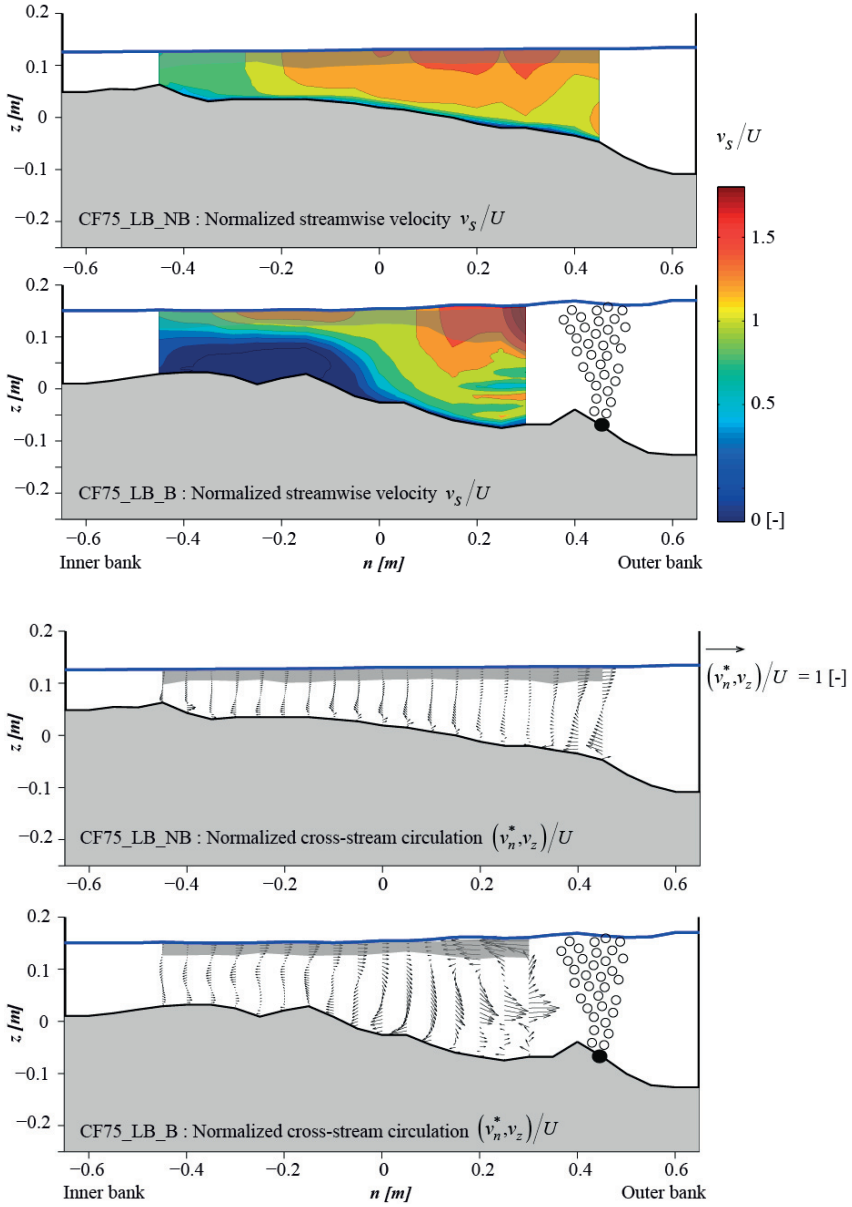 0.2
0.1
0
−0.1
−0.2
z [m]
CF75_LB_NB : Normalized streamwise velocity v_s/U
−0.6 −0.4 −0.2 0 0.2 0.4 0.6
v_s/U
1.5
1
0.5
0 [-]
0.2
0.1
0
−0.1
−0.2
z [m]
CF75_LB_B : Normalized streamwise velocity v_s/U
−0.6 −0.4 −0.2 0 0.2 0.4 0.6
Inner bank n [m] Outer bank
0.2
0.1
0
−0.1
−0.2
z [m]
(v_n^*,v_z)/U = 1 [-]
CF75_LB_NB : Normalized cross-stream circulation (v_n^*,v_z)/U
−0.6 −0.4 −0.2 0 0.2 0.4 0.6
0.2
0.1
0
−0.1
−0.2
z [m]
CF75_LB_B : Normalized cross-stream circulation (v_n^*,v_z)/U
−0.6 −0.4 −0.2 0 0.2 0.4 0.6
Inner bank n [m] Outer bank